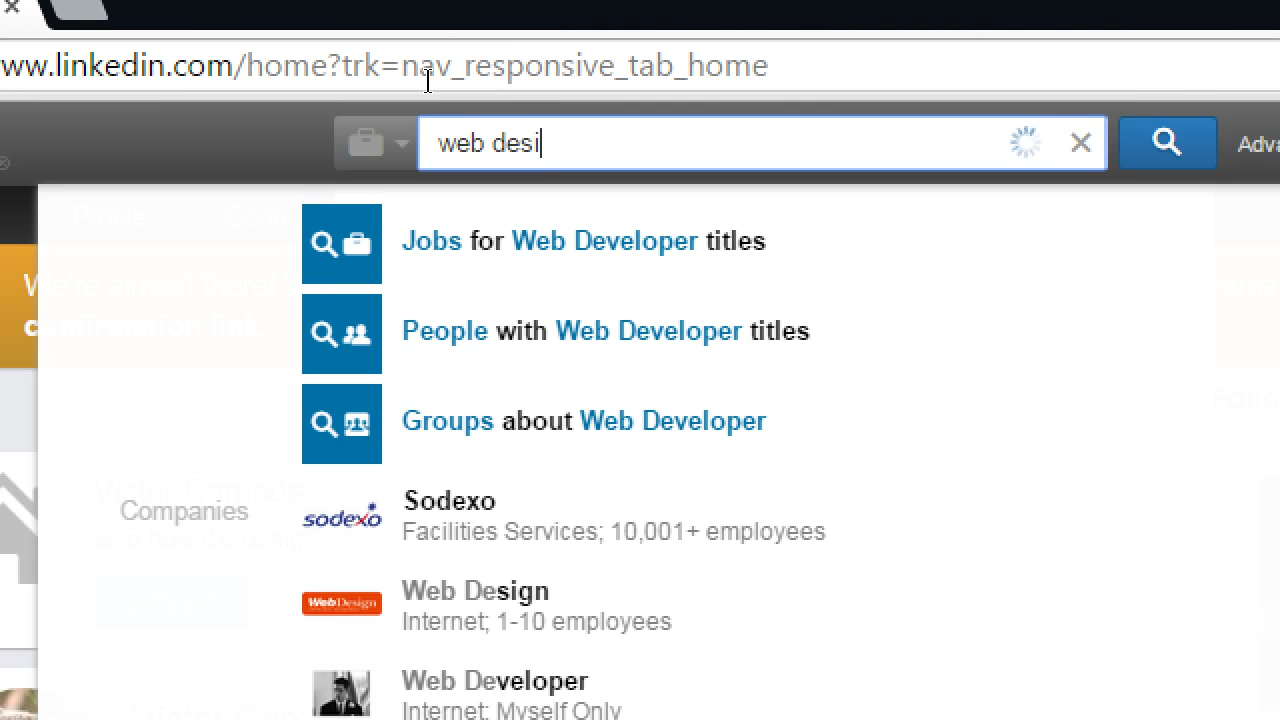 ww.linkedin.com/home?trk=nav_responsive_tab_home
web desi
Adva
Jobs for Web Developer titles
People with Web Developer titles
Groups about Web Developer
Companies
sodexo
Sodexo
Facilities Services; 10,001+ employees
WebDesign
Web Design
Internet; 1-10 employees
Web Developer
Internet; Myself Only